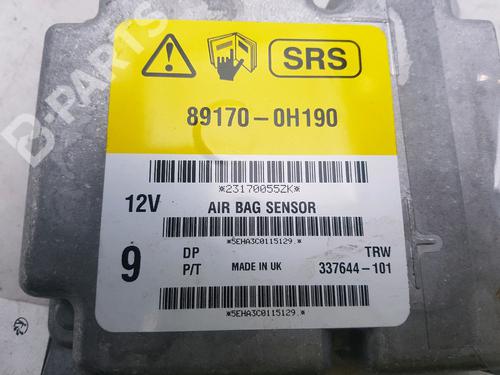 B-PARTS
SRS
89170-0H190
*23170055ZK*
12V AIR BAG SENSOR
*5EHA3C0115129.*
9 DP TRW
P/T MADE IN UK 337644-101
*5EHA3C0115129.*